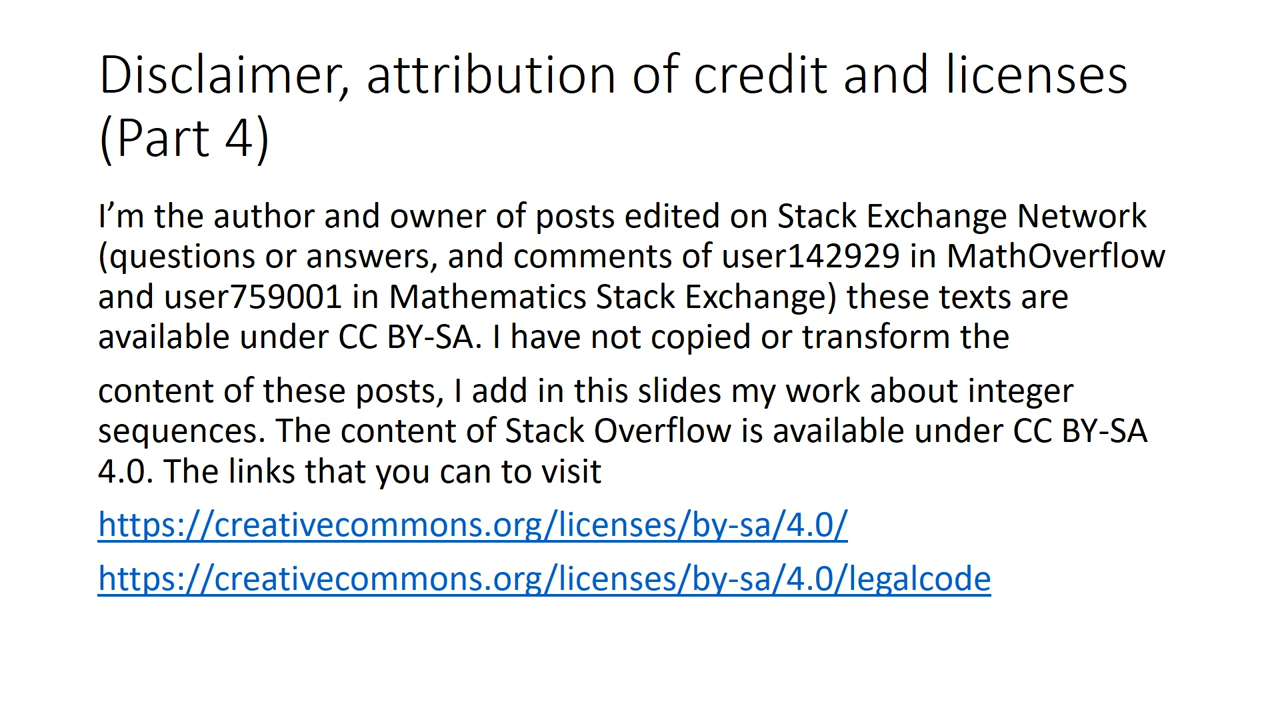 Disclaimer, attribution of credit and licenses
(Part 4)
I’m the author and owner of posts edited on Stack Exchange Network
(questions or answers, and comments of user142929 in MathOverflow
and user759001 in Mathematics Stack Exchange) these texts are
available under CC BY-SA. I have not copied or transform the
content of these posts, I add in this slides my work about integer
sequences. The content of Stack Overflow is available under CC BY-SA
4.0. The links that you can to visit
https://creativecommons.org/licenses/by-sa/4.0/
https://creativecommons.org/licenses/by-sa/4.0/legalcode